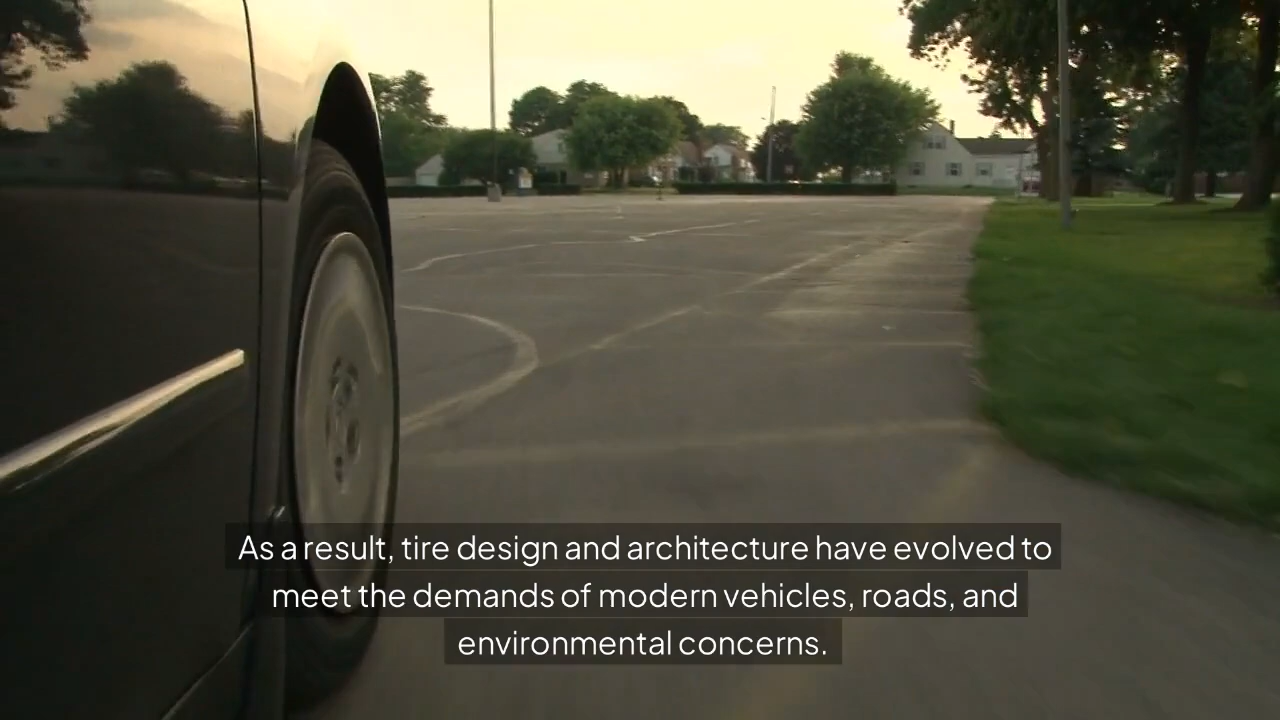 As a result, tire design and architecture have evolved to
meet the demands of modern vehicles, roads, and
environmental concerns.